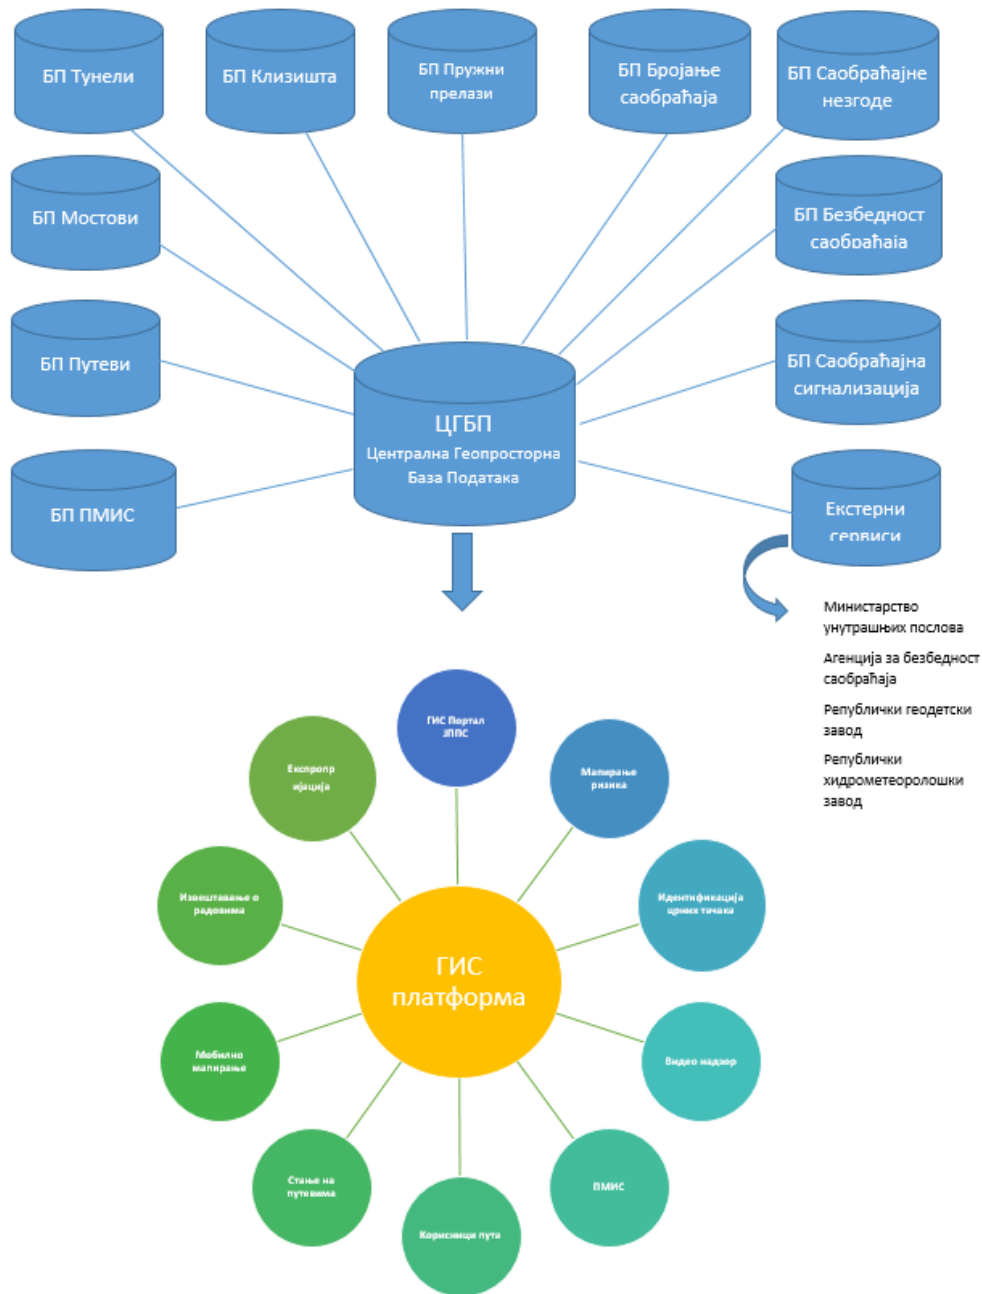 БП Тунели
БП Клизишта
БП Пружни
прелази
БП Бројање
саобраћаја
БП Саобраћајне
незгоде
БП Мостови
БП Безбедност
саобраћаја
БП Путеви
БП Саобраћајна
сигнализација
ЦГБП
Централна Геопросторна
База Података
БП ПМИС
Екстерни
сервиси
Министарство
унутрашњих послова
Агенција за безбедност
саобраћаја
Републички геодетски
завод
Републички
хидрометеоролошки
завод
ГИС Портал
ЈППС
Мапирање
ризика
Експропр
ијација
Идентификација
црних тачака
Извештавање о
радовима
ГИС
платформа
Мобилно
мапирање
Видео надзор
Стање на
путевима
ПМИС
Корисници пута